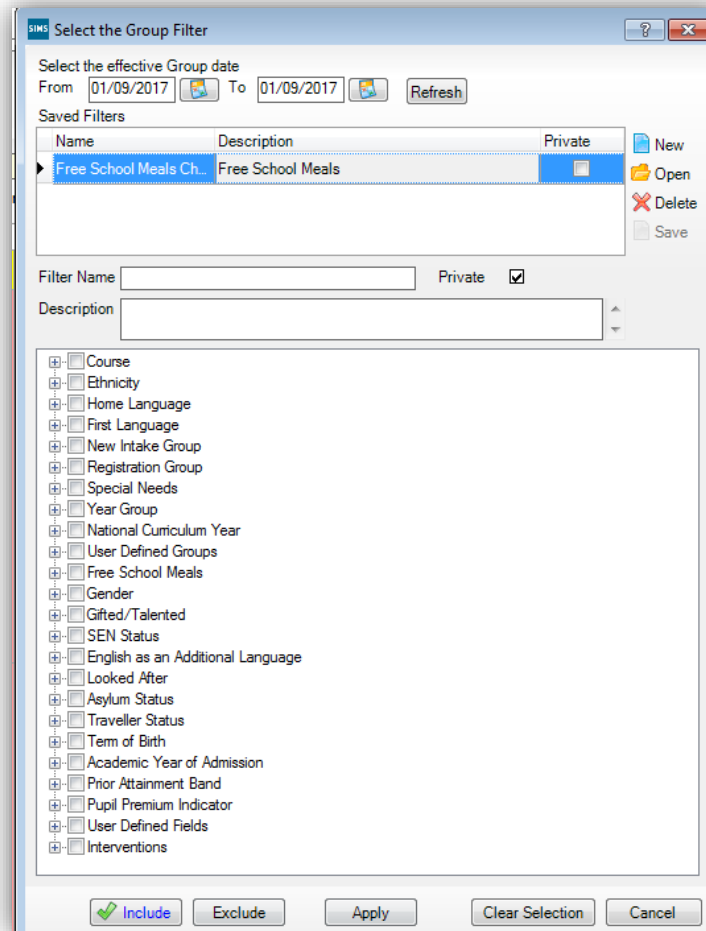 SIMS Select the Group Filter
Select the effective Group date
From 01/09/2017 To 01/09/2017 Refresh
Saved Filters
Name Description Private
Free School Meals Ch... Free School Meals
New
Open
Delete
Save
Filter Name Private
Description
Course
Ethnicity
Home Language
First Language
New Intake Group
Registration Group
Special Needs
Year Group
National Curriculum Year
User Defined Groups
Free School Meals
Gender
Gifted/Talented
SEN Status
English as an Additional Language
Looked After
Asylum Status
Traveller Status
Term of Birth
Academic Year of Admission
Prior Attainment Band
Pupil Premium Indicator
User Defined Fields
Interventions
Include Exclude Apply Clear Selection Cancel